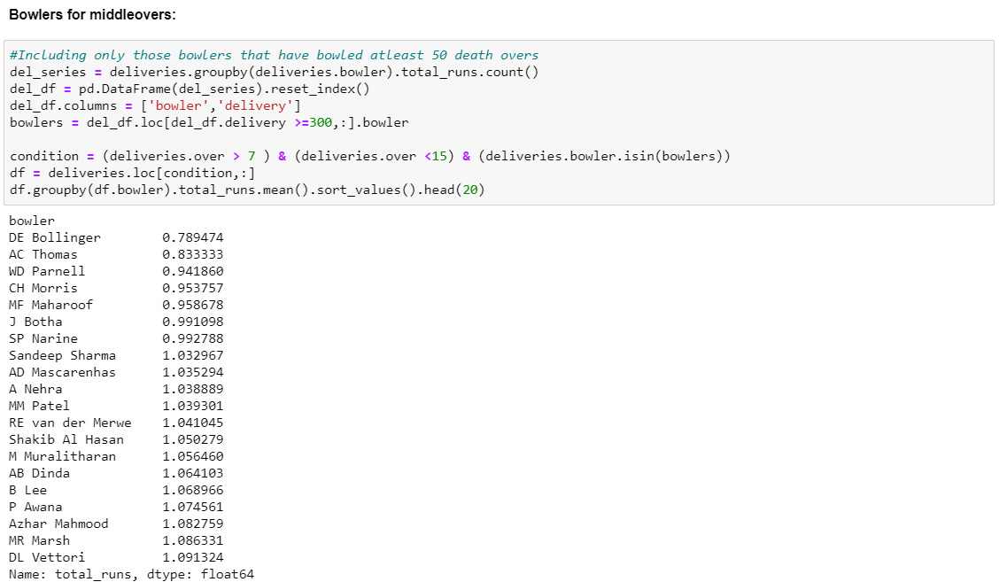 Bowlers for middleovers:
#Including only those bowlers that have bowled atleast 50 death overs
del_series = deliveries.groupby(deliveries.bowler).total_runs.count()
del_df = pd.DataFrame(del_series).reset_index()
del_df.columns = ['bowler','delivery']
bowlers = del_df.loc[del_df.delivery >=300,:].bowler
condition = (deliveries.over > 7 ) & (deliveries.over <15) & (deliveries.bowler.isin(bowlers))
df = deliveries.loc[condition,:]
df.groupby(df.bowler).total_runs.mean().sort_values().head(20)
bowler
DE Bollinger 0.789474
AC Thomas 0.833333
WD Parnell 0.941860
CH Morris 0.953757
MF Maharoof 0.958678
J Botha 0.991098
SP Narine 0.992788
Sandeep Sharma 1.032967
AD Mascarenhas 1.035294
A Nehra 1.038889
MM Patel 1.039301
RE van der Merwe 1.041045
Shakib Al Hasan 1.050279
M Muralitharan 1.056460
AB Dinda 1.064103
B Lee 1.068966
P Awana 1.074561
Azhar Mahmood 1.082759
MR Marsh 1.086331
DL Vettori 1.091324
Name: total_runs, dtype: float64